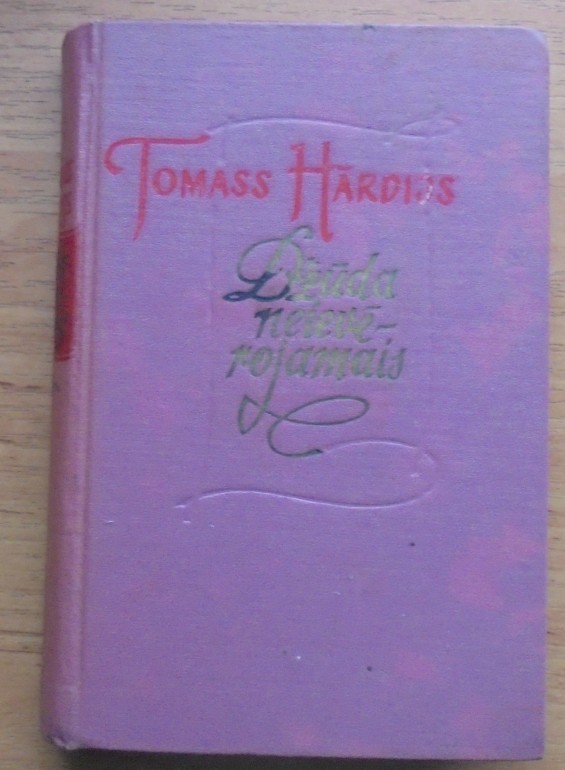 TOMASS HĀRDIJS
Džūda
neievē-
rojamais